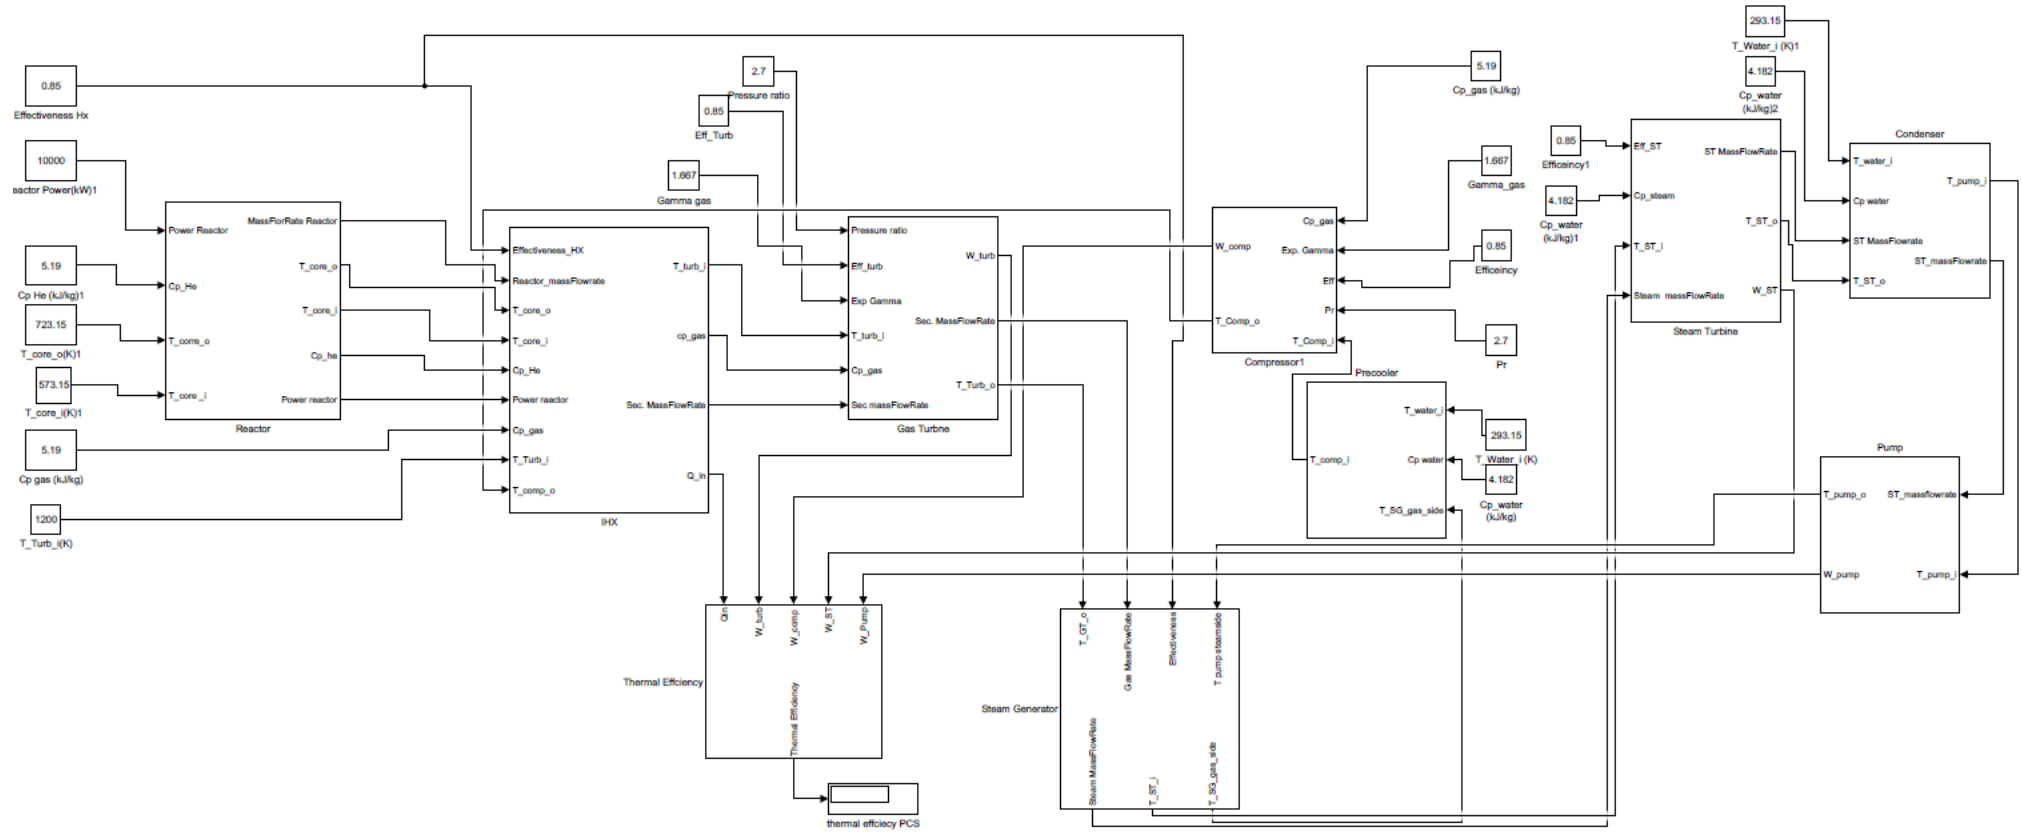 0.85
Effectiveness Hx
10000
eactor Power(kW)1
5.19
Cp He (kJ/kg)1
723.15
T_core_o(K)1
573.15
T_core_i(K)1
5.19
Cp gas (kJ/kg)
1200
T_Turb_i(K)
Power Reactor
Cp_He
T_corre_o
T_core_i
MassFlorRate Reactor
T_core_o
T_core_i
Cp_he
Power reactor
Reactor
Effectiveness_HX
Reactor_massFlowrate
T_core_o
T_core_i
Cp_He
Power raactor
Cp_gas
T_Turb_i
T_comp_o
T_turb_i
cp_gas
Sec. MassFlowRate
Q_in
IHX
2.7
Pressure ratio
0.85
Eff_Turb
1.667
Gamma gas
Pressure ratio
Eff_turb
Exp Gamma
T_turb_i
Cp_gas
Sec massFlowRate
W_turb
Sec. MassFlowRate
T_Turb_o
Gas Turbne
W_comp
T_Comp_o
Cp_gas
Exp. Gamma
Eff
Pr
T_Comp_i
Compressor1
5.19
Cp_gas (kJ/kg)
1.667
Gamma_gas
0.85
Efficeincy
2.7
Pr
Precooler
T_comp_i
T_water_i
Cp water
T_SG_gas_side
293.15
T_Water_i (K)
4.182
Cp_water
(kJ/kg)
293.15
T_Water_i (K)1
4.182
Cp_water
(kJ/kg)2
0.85
Efficeincy1
4.182
Cp_water
(kJ/kg)1
Eff_ST
Cp_steam
T_ST_i
Steam massFlowRate
ST MassFlowRate
T_ST_o
W_ST
Steam Turbine
Condenser
T_water_i
Cp water
ST MassFlowrate
T_ST_o
T_pump_i
ST_massFlowrate
Pump
T_pump_o
W_pump
ST_massflowrate
T_pump_i
Qin
W_turb
W_comp
W_ST
W_Pump
Thermal Effciency
Thermal Efficiency
thermal effciecy PCS
T_GT_o
Gas MassFlowRate
Effectiveness
T pump steamside
Steam Generator
Steam MassFlowRate
T_ST_i
T_SG_gas_side